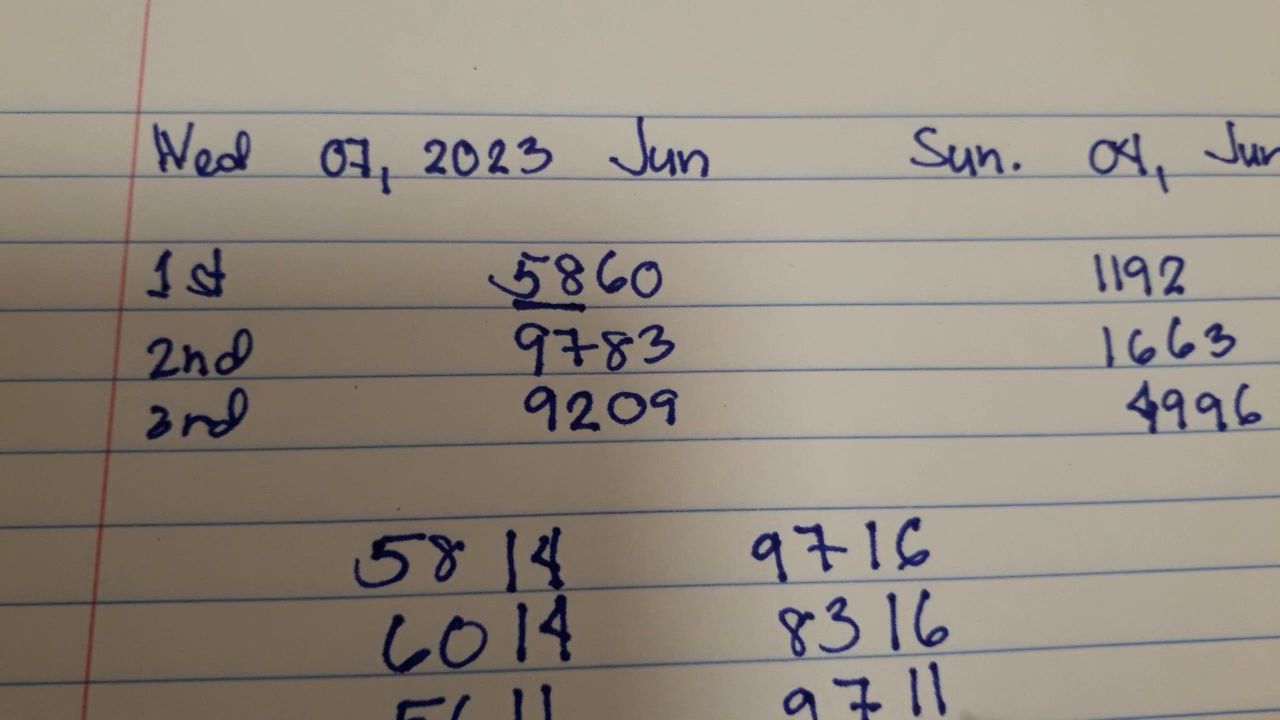 Wed 07, 2023 Jun Sun. 04, Jun
1st 5860 1192
2nd 9783 1663
3rd 9209 4996
5814 9716
6014 8316
9711